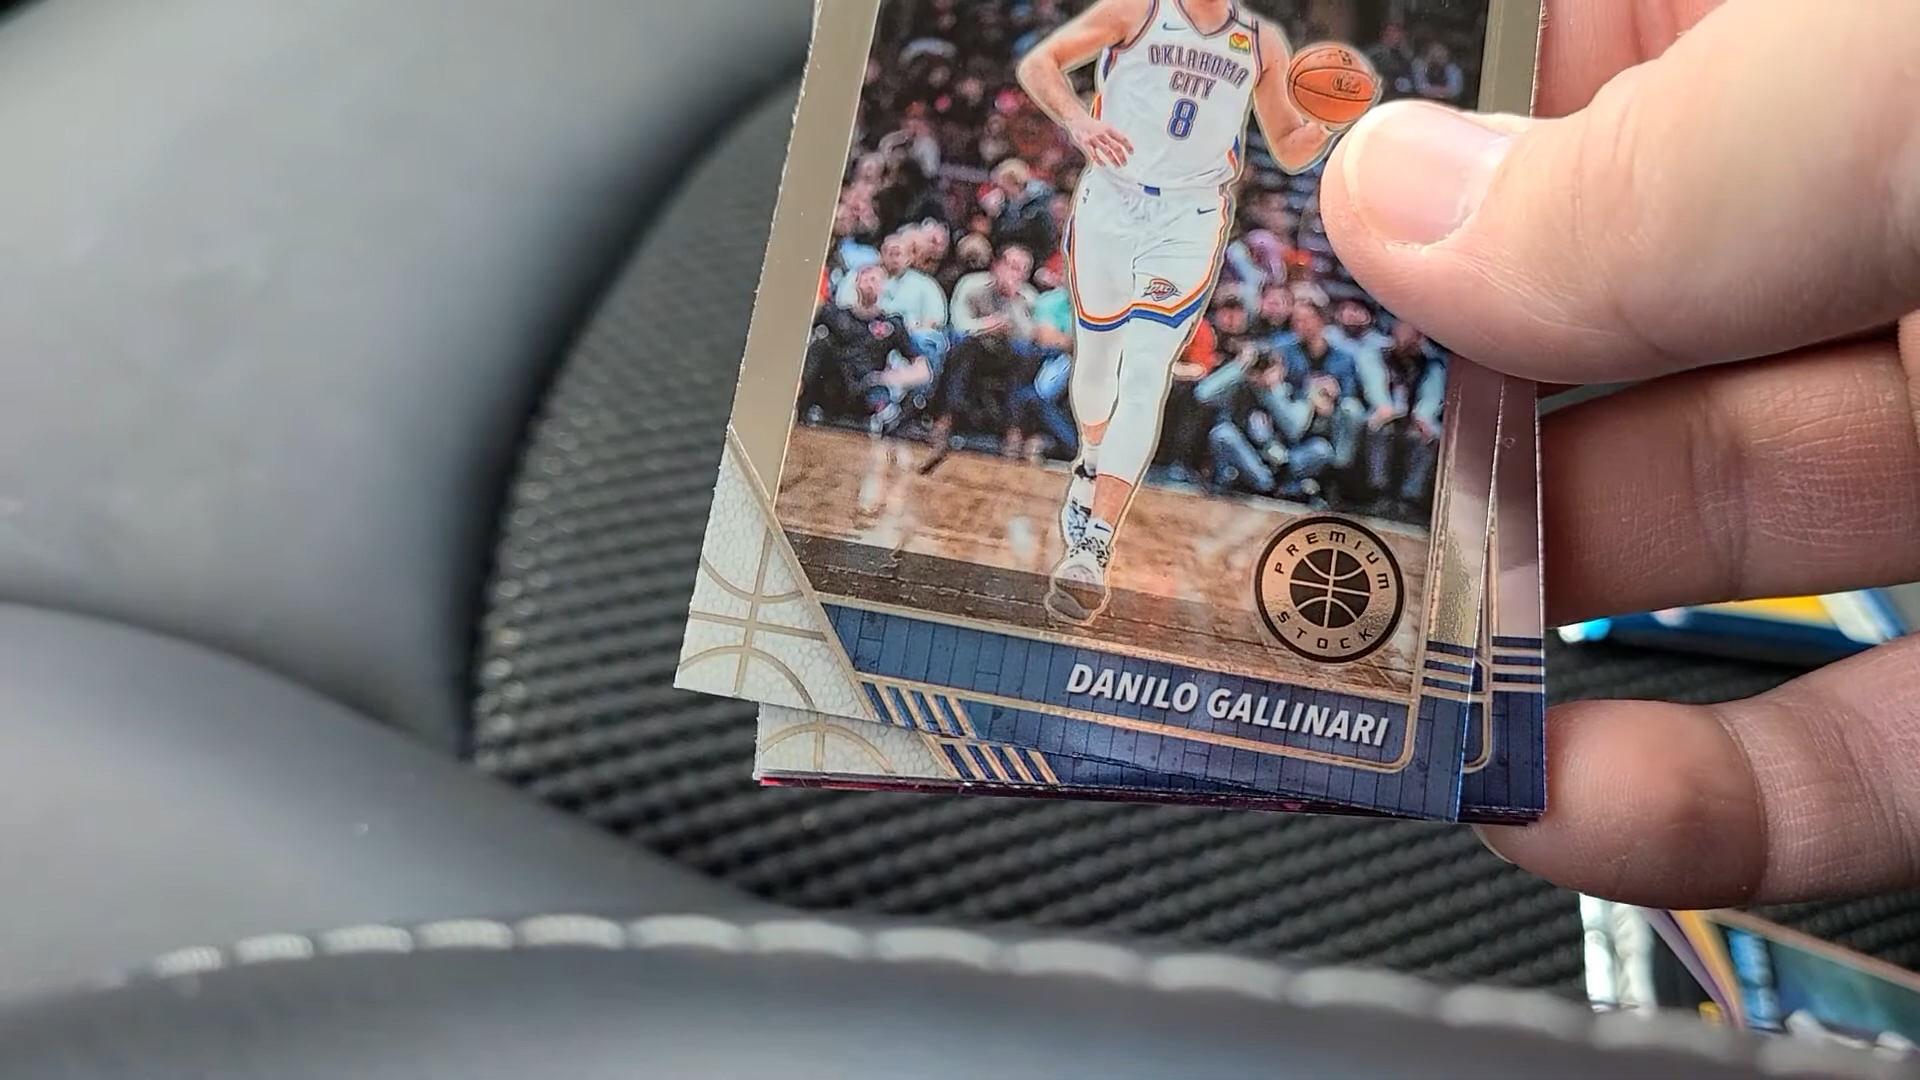 OKLAHOMA
CITY
8
PREMIUM
STOCK
DANILO GALLINARI